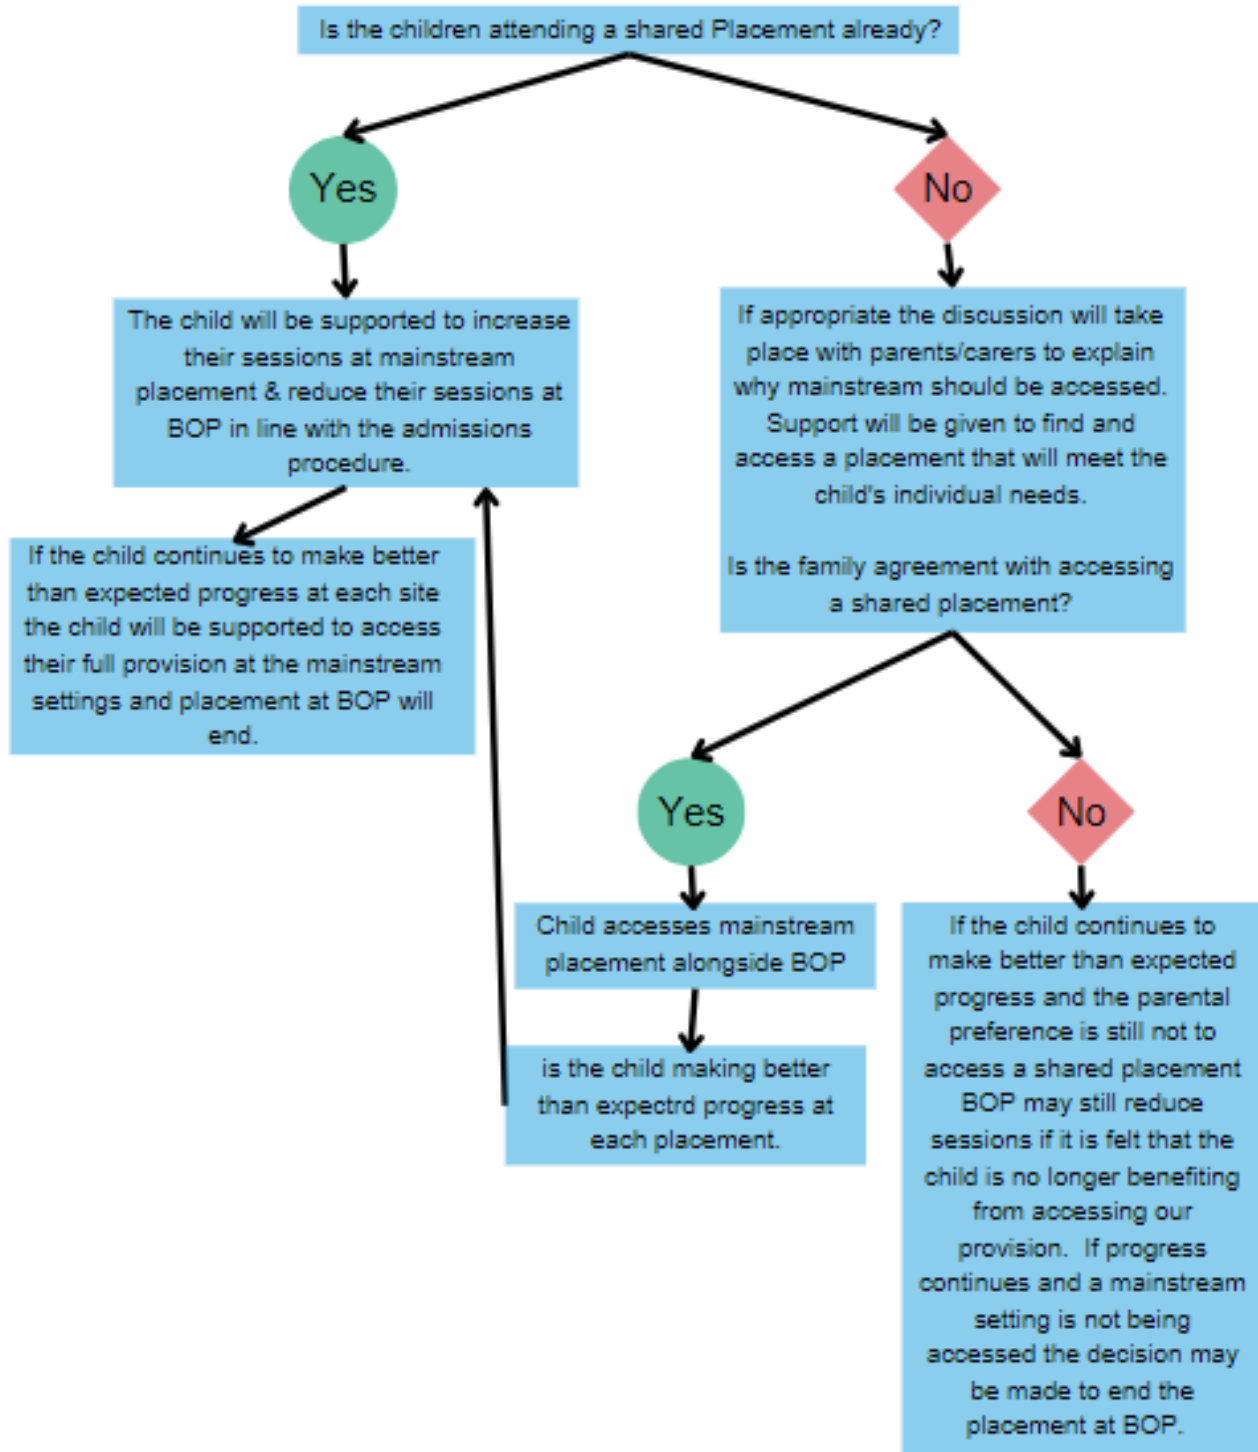 Is the children attending a shared Placement already?
Yes
No
The child will be supported to increase
their sessions at mainstream
placement & reduce their sessions at
BOP in line with the admissions
procedure.
If the child continues to make better
than expected progress at each site
the child will be supported to access
their full provision at the mainstream
settings and placement at BOP will
end.
If appropriate the discussion will take
place with parents/carers to explain
why mainstream should be accessed.
Support will be given to find and
access a placement that will meet the
child's individual needs.
Is the family agreement with accessing
a shared placement?
Yes
No
Child accesses mainstream
placement alongside BOP
is the child making better
than expectrd progress at
each placement.
If the child continues to
make better than expected
progress and the parental
preference is still not to
access a shared placement
BOP may still reduce
sessions if it is felt that the
child is no longer benefiting
from accessing our
provision.  If progress
continues and a mainstream
setting is not being
accessed the decision may
be made to end the
placement at BOP.